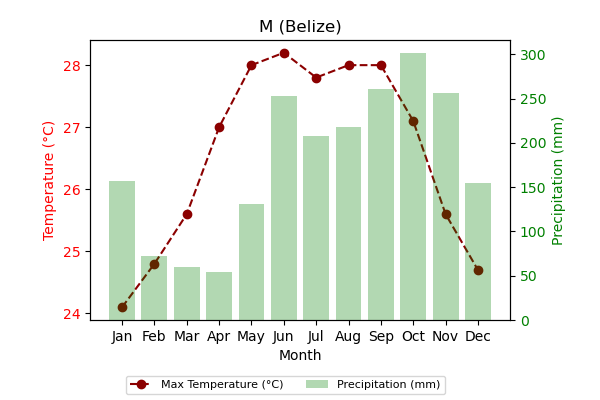 M (Belize)
Temperature (°C)
28
27
26
25
24
300
250
200
150
100
50
0
Precipitation (mm)
Jan Feb Mar Apr May Jun Jul Aug Sep Oct Nov Dec
Month
Max Temperature (°C) Precipitation (mm)